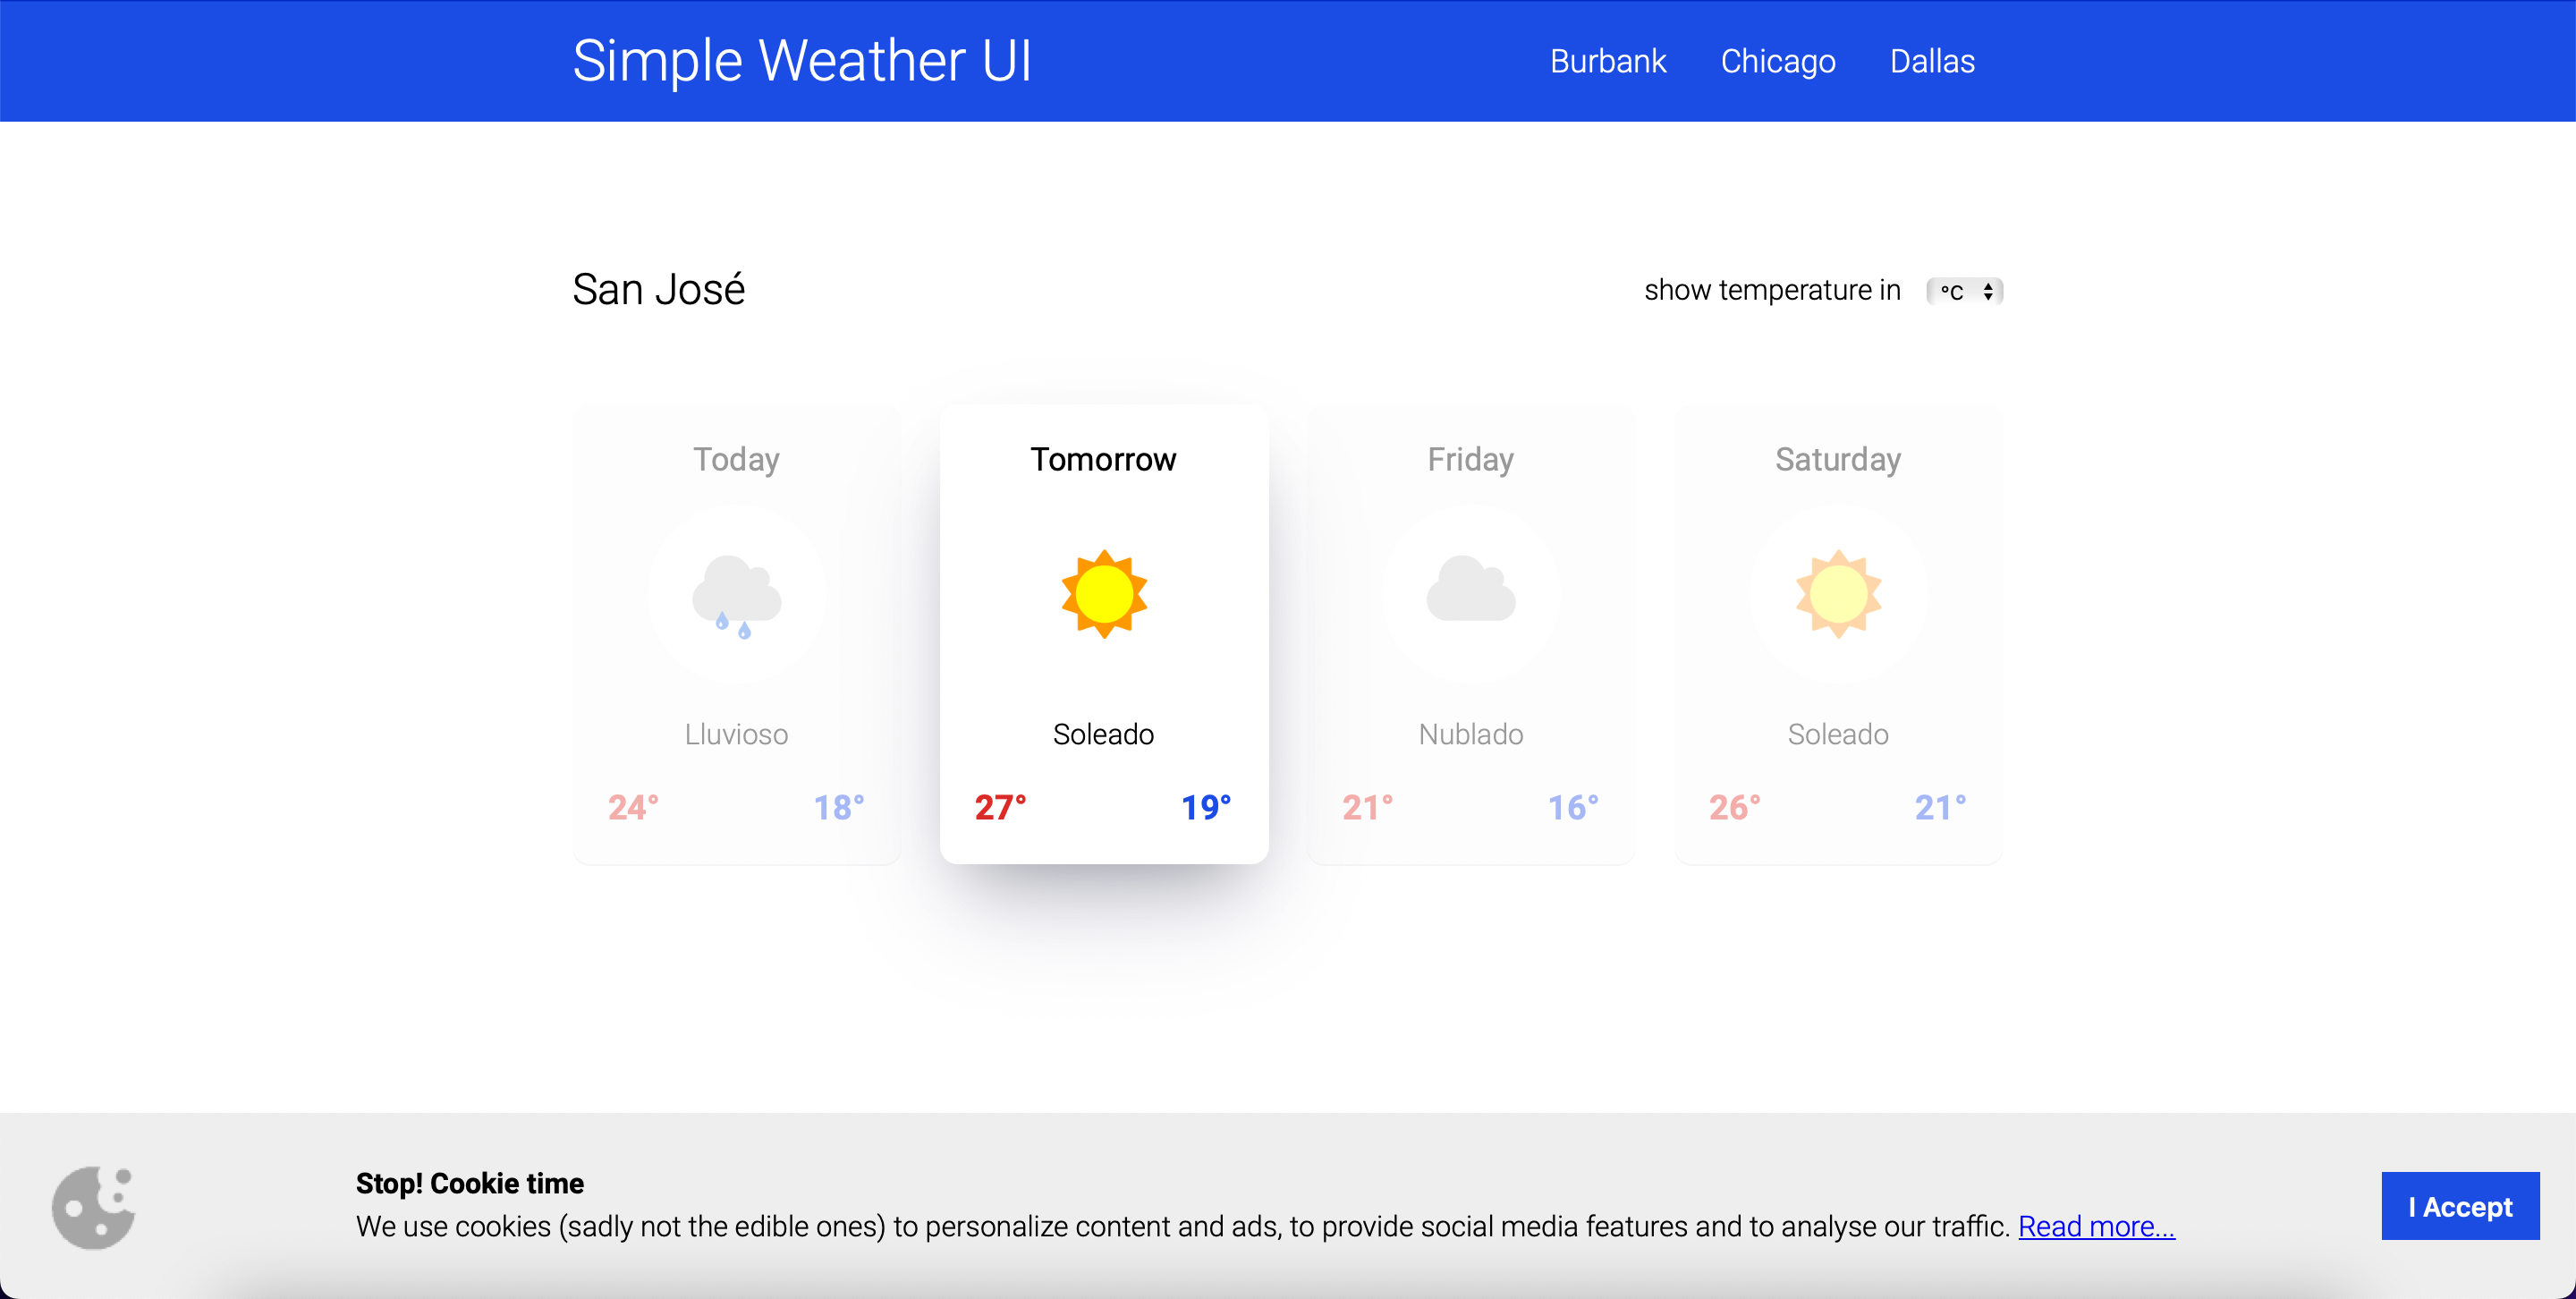 Simple Weather UI
Burbank Chicago Dallas
San José
show temperature in °C
Today
Lluvioso
24° 18°
Tomorrow
Soleado
27° 19°
Friday
Nublado
21° 16°
Saturday
Soleado
26° 21°
Stop! Cookie time
We use cookies (sadly not the edible ones) to personalize content and ads, to provide social media features and to analyse our traffic. Read more...
I Accept